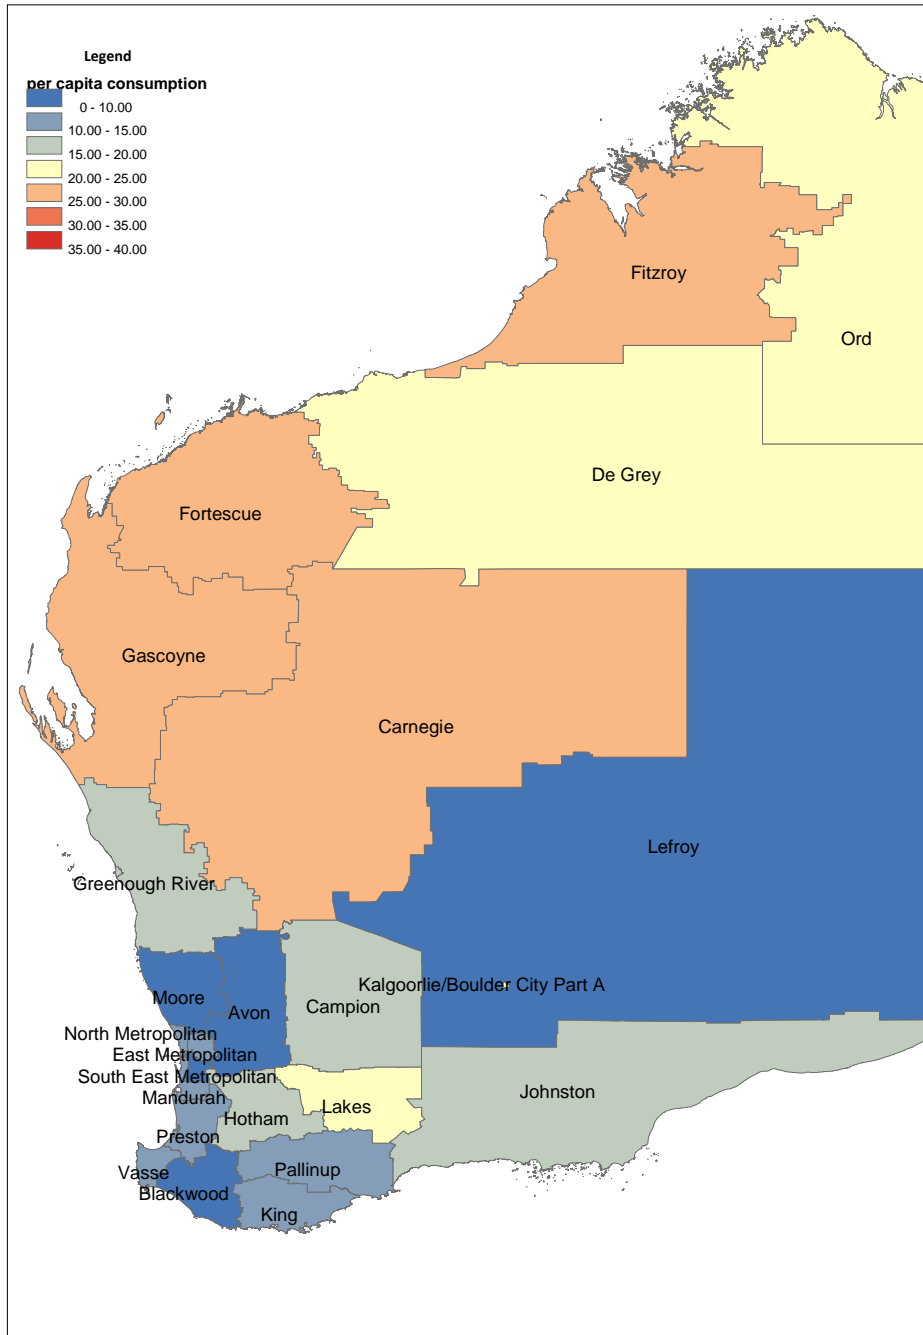 Legend
per capita consumption
0 - 10.00
10.00 - 15.00
15.00 - 20.00
20.00 - 25.00
25.00 - 30.00
30.00 - 35.00
35.00 - 40.00
Fitzroy
Ord
De Grey
Fortescue
Gascoyne
Carnegie
Lefroy
Greenough River
Kalgoorlie/Boulder City Part A
Moore
Avon
Campion
North Metropolitan
East Metropolitan
South East Metropolitan
Mandurah
Johnston
Lakes
Hotham
Preston
Vasse
Pallinup
Blackwood
King